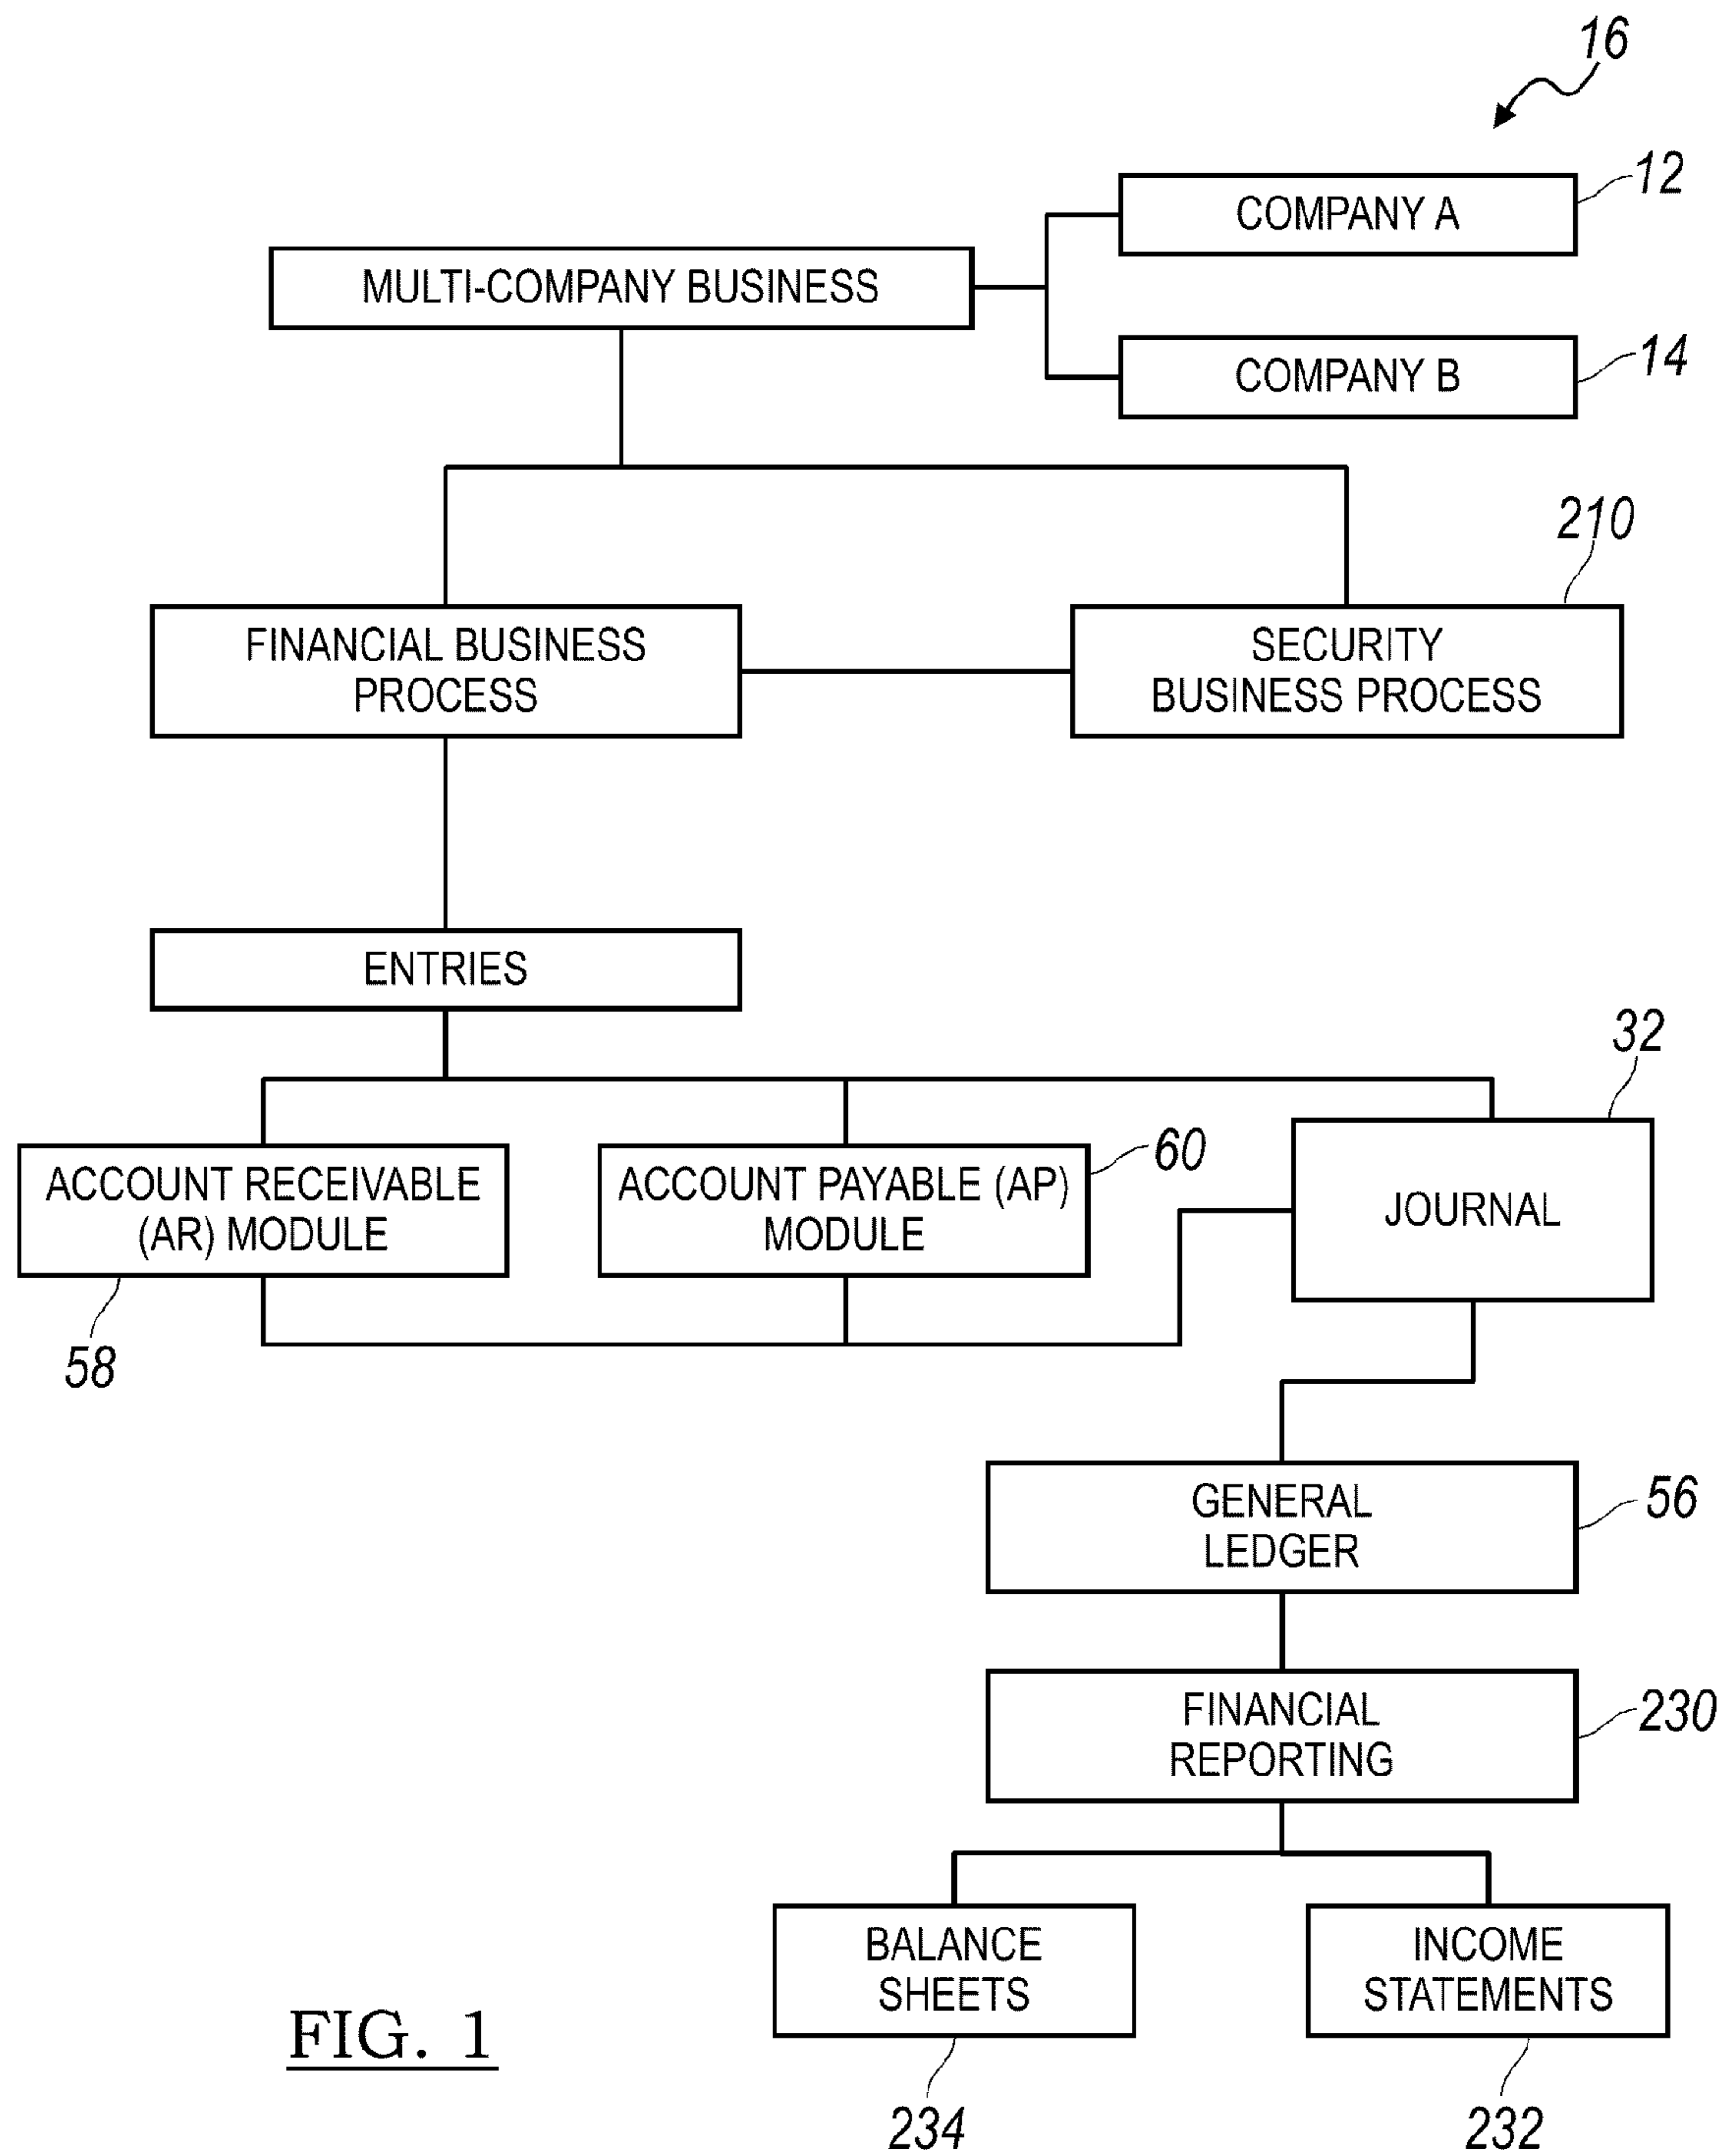 16
12
COMPANY A
MULTI-COMPANY BUSINESS
14
COMPANY B
210
FINANCIAL BUSINESS
PROCESS
SECURITY
BUSINESS PROCESS
ENTRIES
32
ACCOUNT RECEIVABLE
(AR) MODULE
ACCOUNT PAYABLE (AP)
MODULE
60
JOURNAL
58
GENERAL
LEDGER
56
FINANCIAL
REPORTING
230
BALANCE
SHEETS
INCOME
STATEMENTS
FIG. 1
234
232